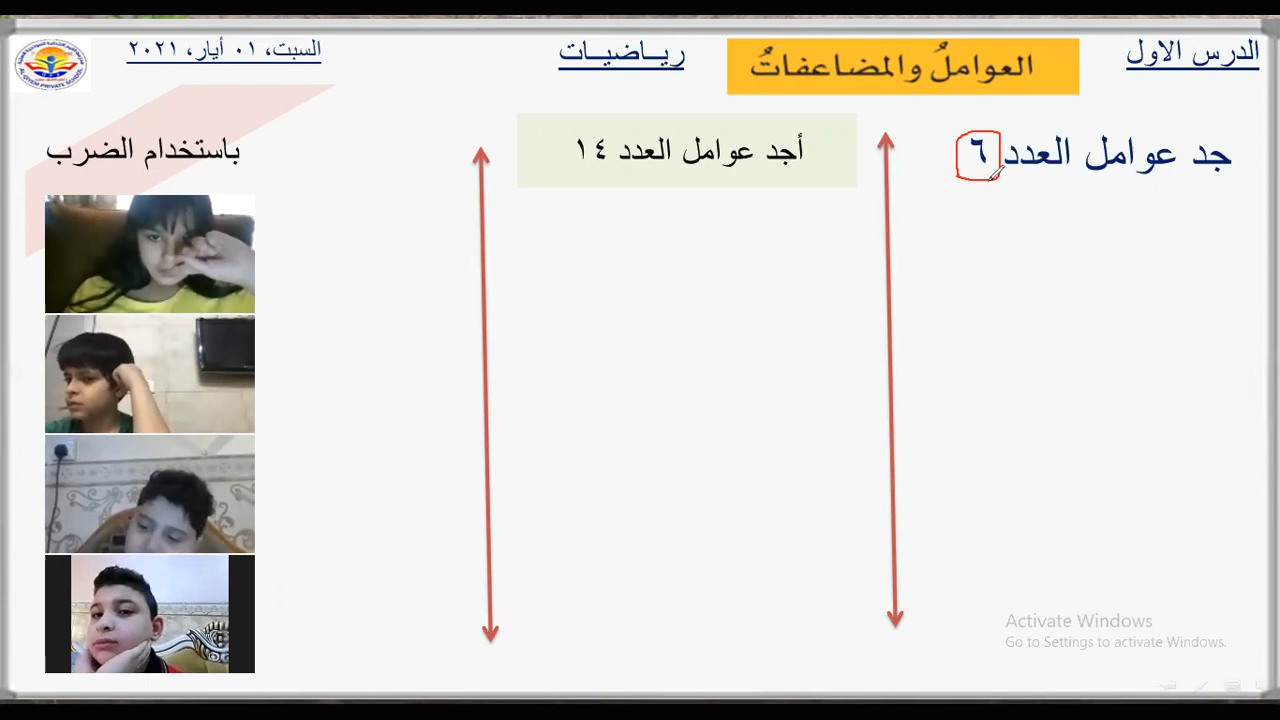 الدرس الاول
العواملُ والمضاعفاتُ
ريـاضيـات
السبت، ٠١ أيار، ٢٠٢١
جد عوامل العدد ٦
أجد عوامل العدد ١٤
باستخدام الضرب
Activate Windows
Go to Settings to activate Windows.